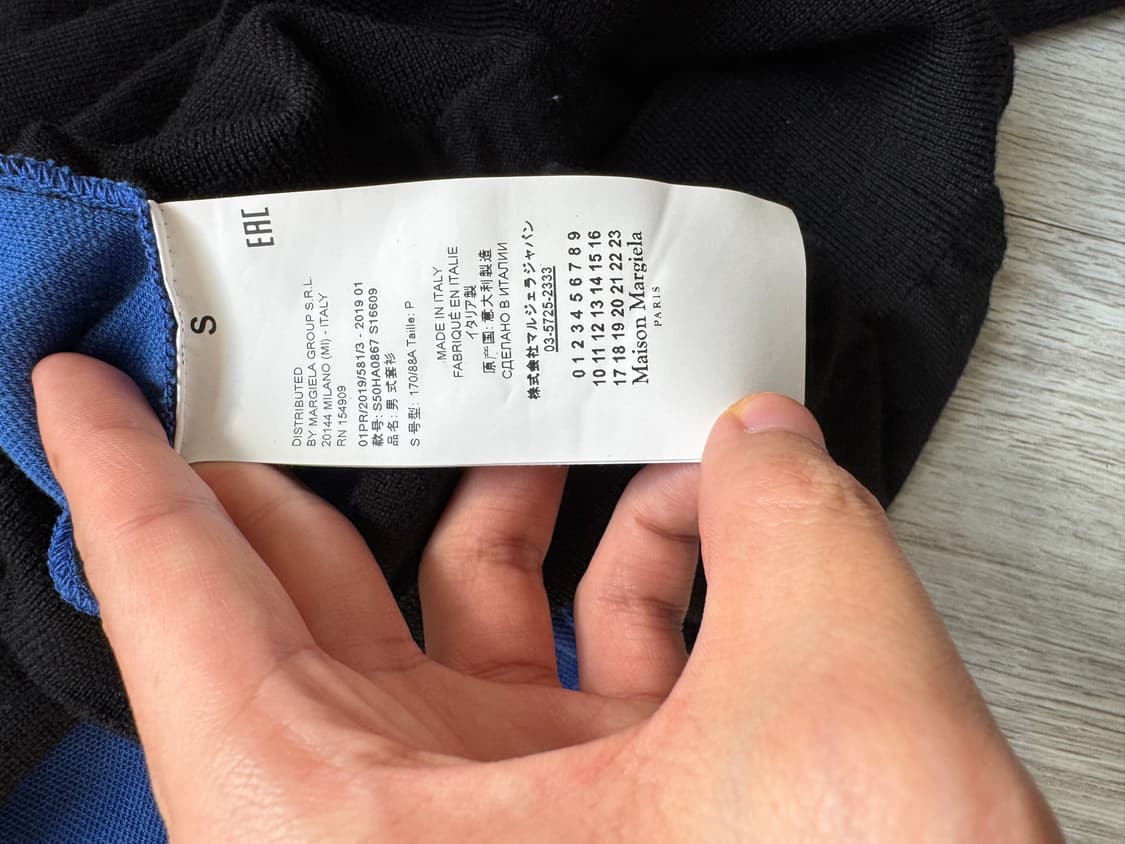 S
EAC
DISTRIBUTED
BY MARGIELA GROUP S.R.L.
20144 MILANO (MI) - ITALY
RN 154909
01PR/2019/581/3 - 2019 01
款号: S50HA0867 S16609
品名: 男 式套衫
S 号型: 170/88A Taille: P
MADE IN ITALY
FABRIQUÉ EN ITALIE
イタリア製
原产国: 意大利製造
СДЕЛАНО В ИТАЛИИ
株式会社マルジェラジャパン
03-5725-2333
0 1 2 3 4 5 6 7 8 9
10 11 12 13 14 15 16
17 18 19 20 21 22 23
Maison Margiela
PARIS